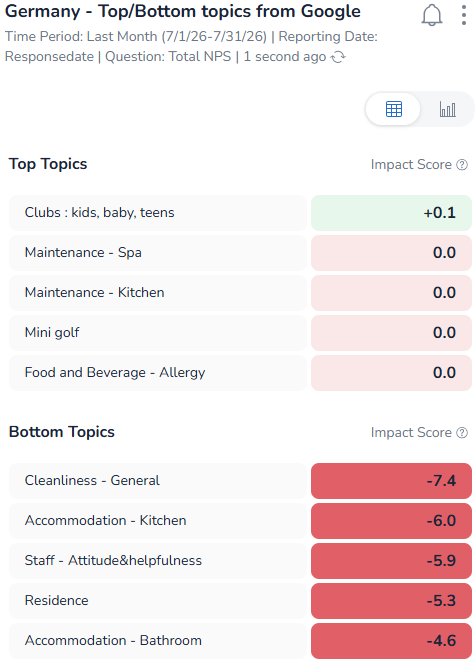 Germany - Top/Bottom topics from Google
Time Period: Last Month (7/1/26-7/31/26) | Reporting Date:
Responsedate | Question: Total NPS | 1 second ago
Top Topics Impact Score ?
Clubs : kids, baby, teens +0.1
Maintenance - Spa 0.0
Maintenance - Kitchen 0.0
Mini golf 0.0
Food and Beverage - Allergy 0.0
Bottom Topics Impact Score ?
Cleanliness - General -7.4
Accommodation - Kitchen -6.0
Staff - Attitude&helpfulness -5.9
Residence -5.3
Accommodation - Bathroom -4.6